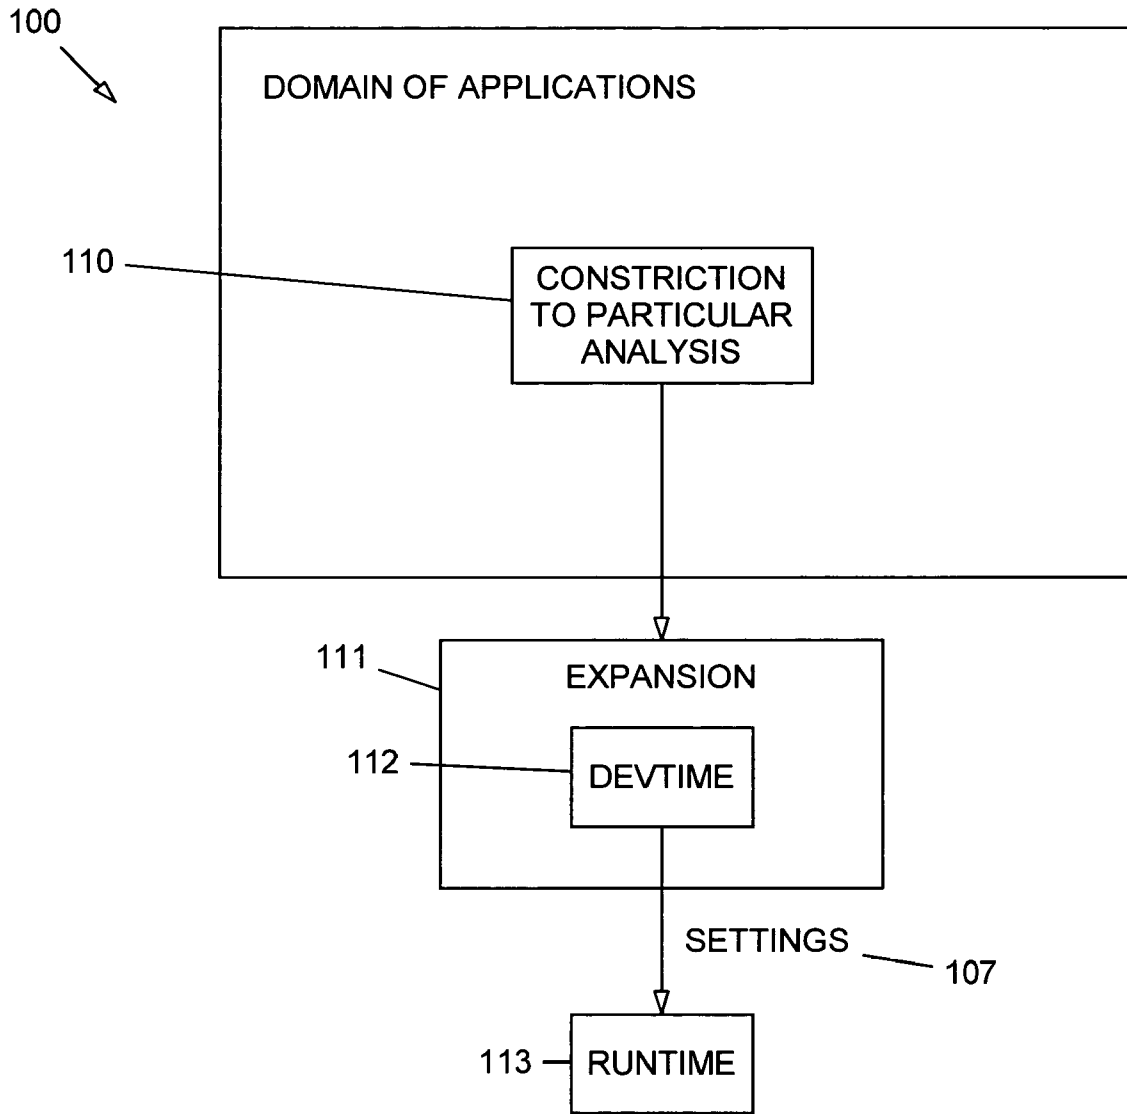 100
DOMAIN OF APPLICATIONS
110
CONSTRICTION
TO PARTICULAR
ANALYSIS
111
EXPANSION
112
DEVTIME
SETTINGS
107
113
RUNTIME